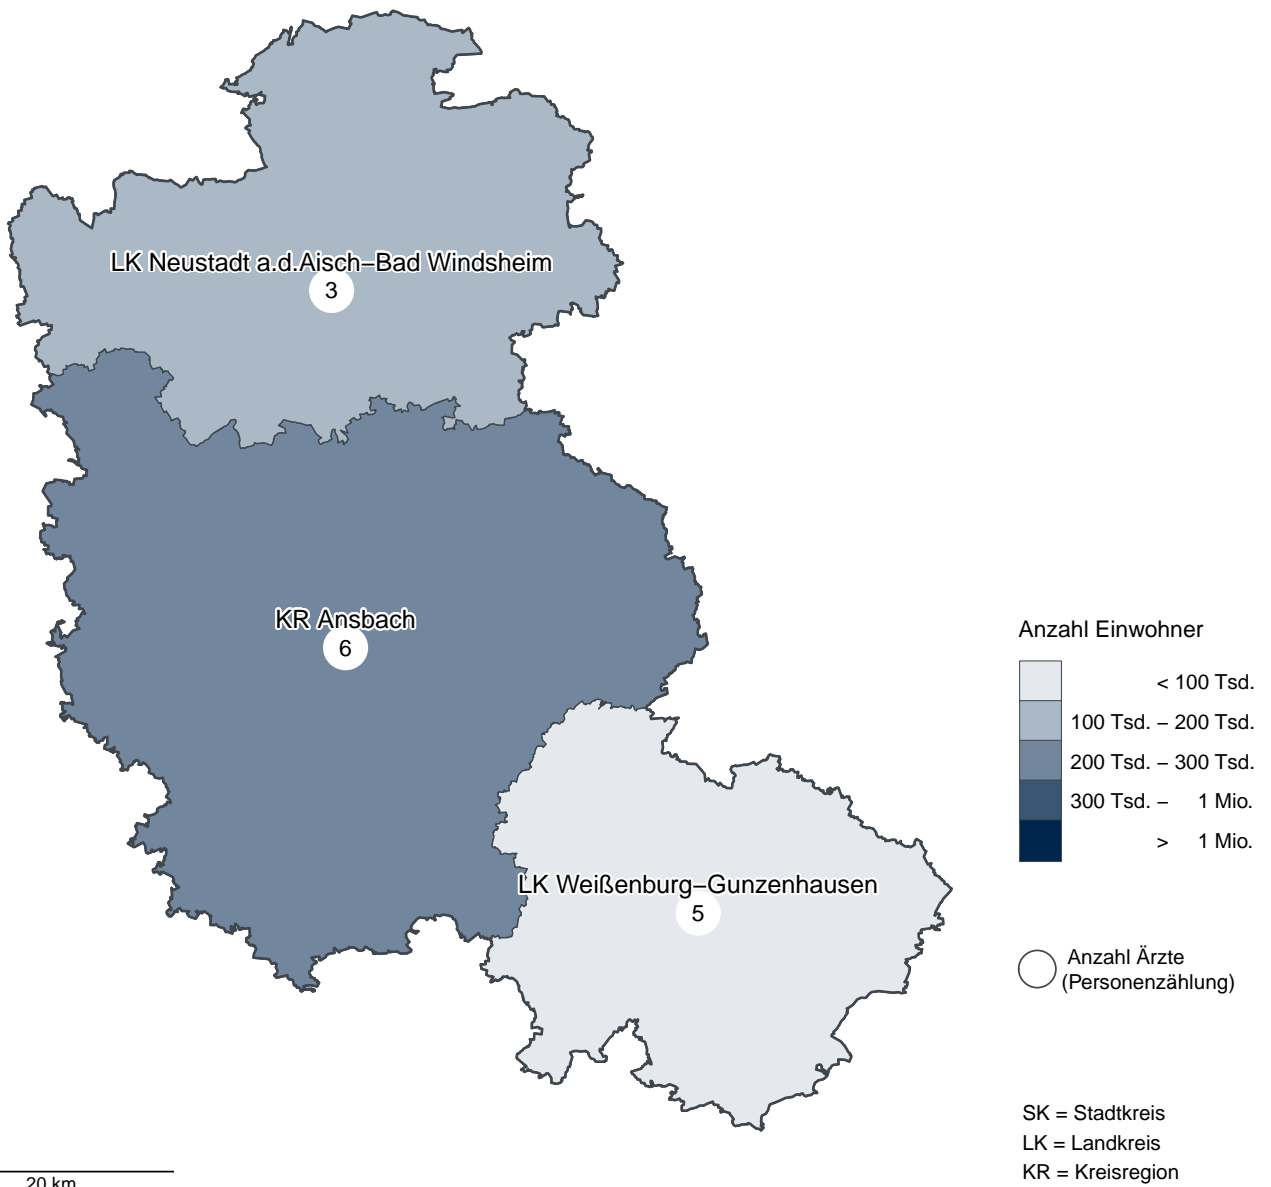 LK Neustadt a.d.Aisch–Bad Windsheim
3
KR Ansbach
6
LK Weißenburg–Gunzenhausen
5
Anzahl Einwohner
< 100 Tsd.
100 Tsd. – 200 Tsd.
200 Tsd. – 300 Tsd.
300 Tsd. – 1 Mio.
> 1 Mio.
Anzahl Ärzte
(Personenzählung)
SK = Stadtkreis
LK = Landkreis
KR = Kreisregion
20 km